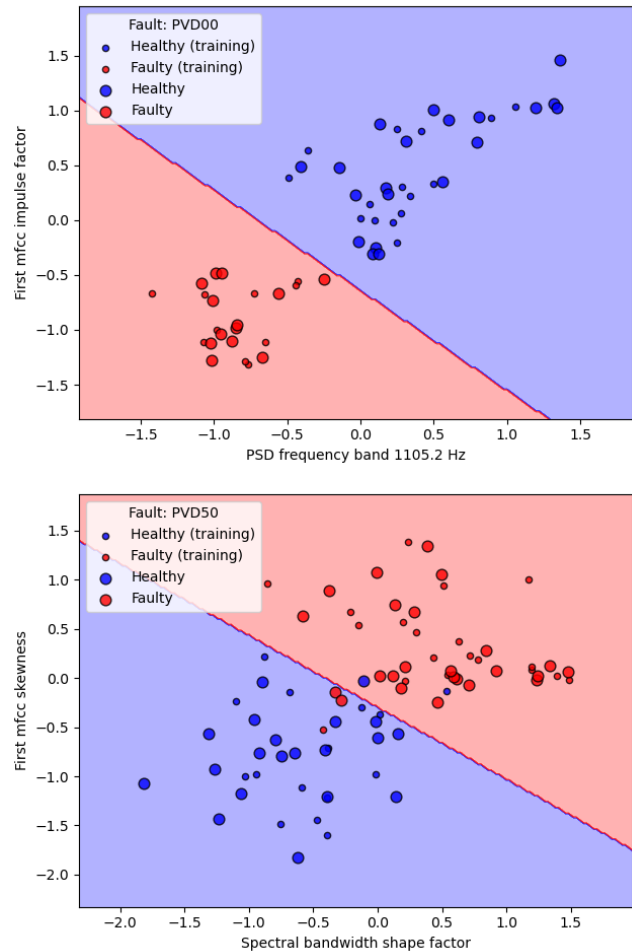 Fault: PVD00
Healthy (training)
Faulty (training)
Healthy
Faulty
1.5
1.0
0.5
0.0
−0.5
−1.0
−1.5
First mfcc impulse factor
−1.5 −1.0 −0.5 0.0 0.5 1.0 1.5
PSD frequency band 1105.2 Hz
Fault: PVD50
Healthy (training)
Faulty (training)
Healthy
Faulty
1.5
1.0
0.5
0.0
−0.5
−1.0
−1.5
−2.0
First mfcc skewness
−2.0 −1.5 −1.0 −0.5 0.0 0.5 1.0 1.5
Spectral bandwidth shape factor